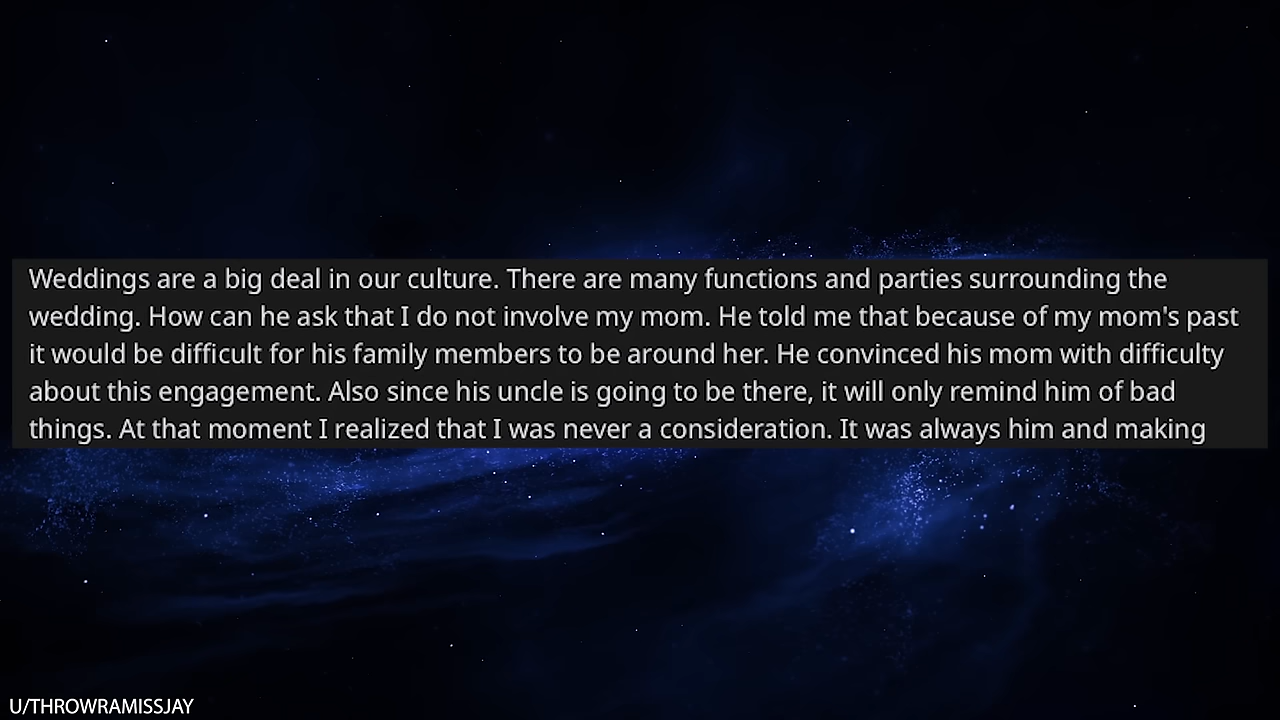 Weddings are a big deal in our culture. There are many functions and parties surrounding the
wedding. How can he ask that I do not involve my mom. He told me that because of my mom's past
it would be difficult for his family members to be around her. He convinced his mom with difficulty
about this engagement. Also since his uncle is going to be there, it will only remind him of bad
things. At that moment I realized that I was never a consideration. It was always him and making
U/THROWRAMISSJAY